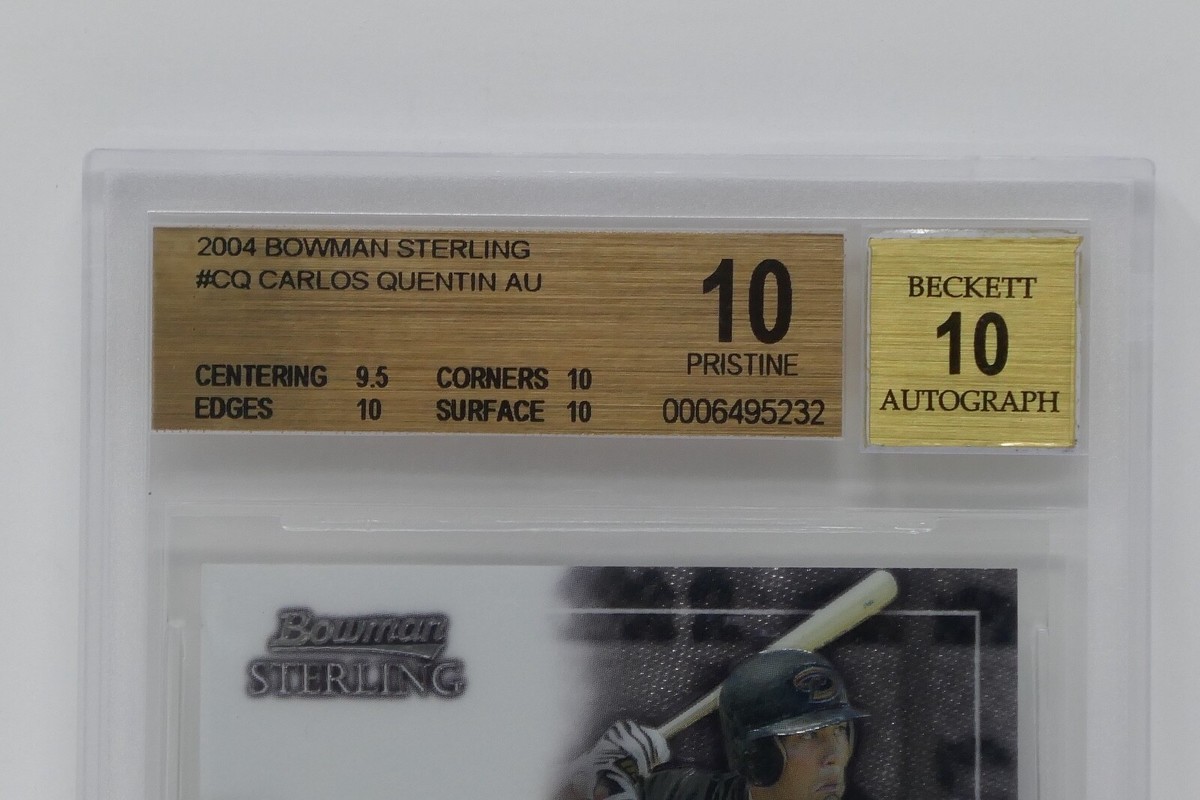 2004 BOWMAN STERLING
#CQ CARLOS QUENTIN AU
10
PRISTINE
CENTERING 9.5 CORNERS 10
EDGES 10 SURFACE 10
0006495232
BECKETT
10
AUTOGRAPH
Bowman
STERLING